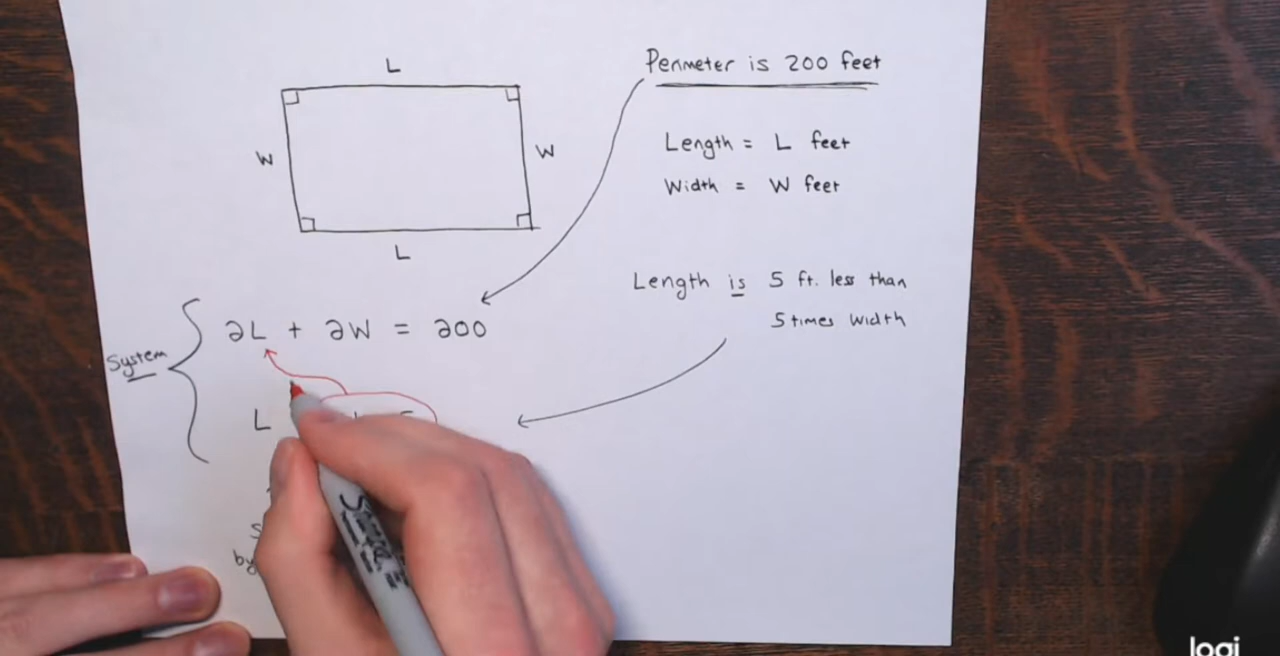 L
Perimeter is 200 feet
W
W
Length = L feet
Width = W feet
L
Length is 5 ft. less than
5 times width
2L + 2W = 200
System
L
by
logi